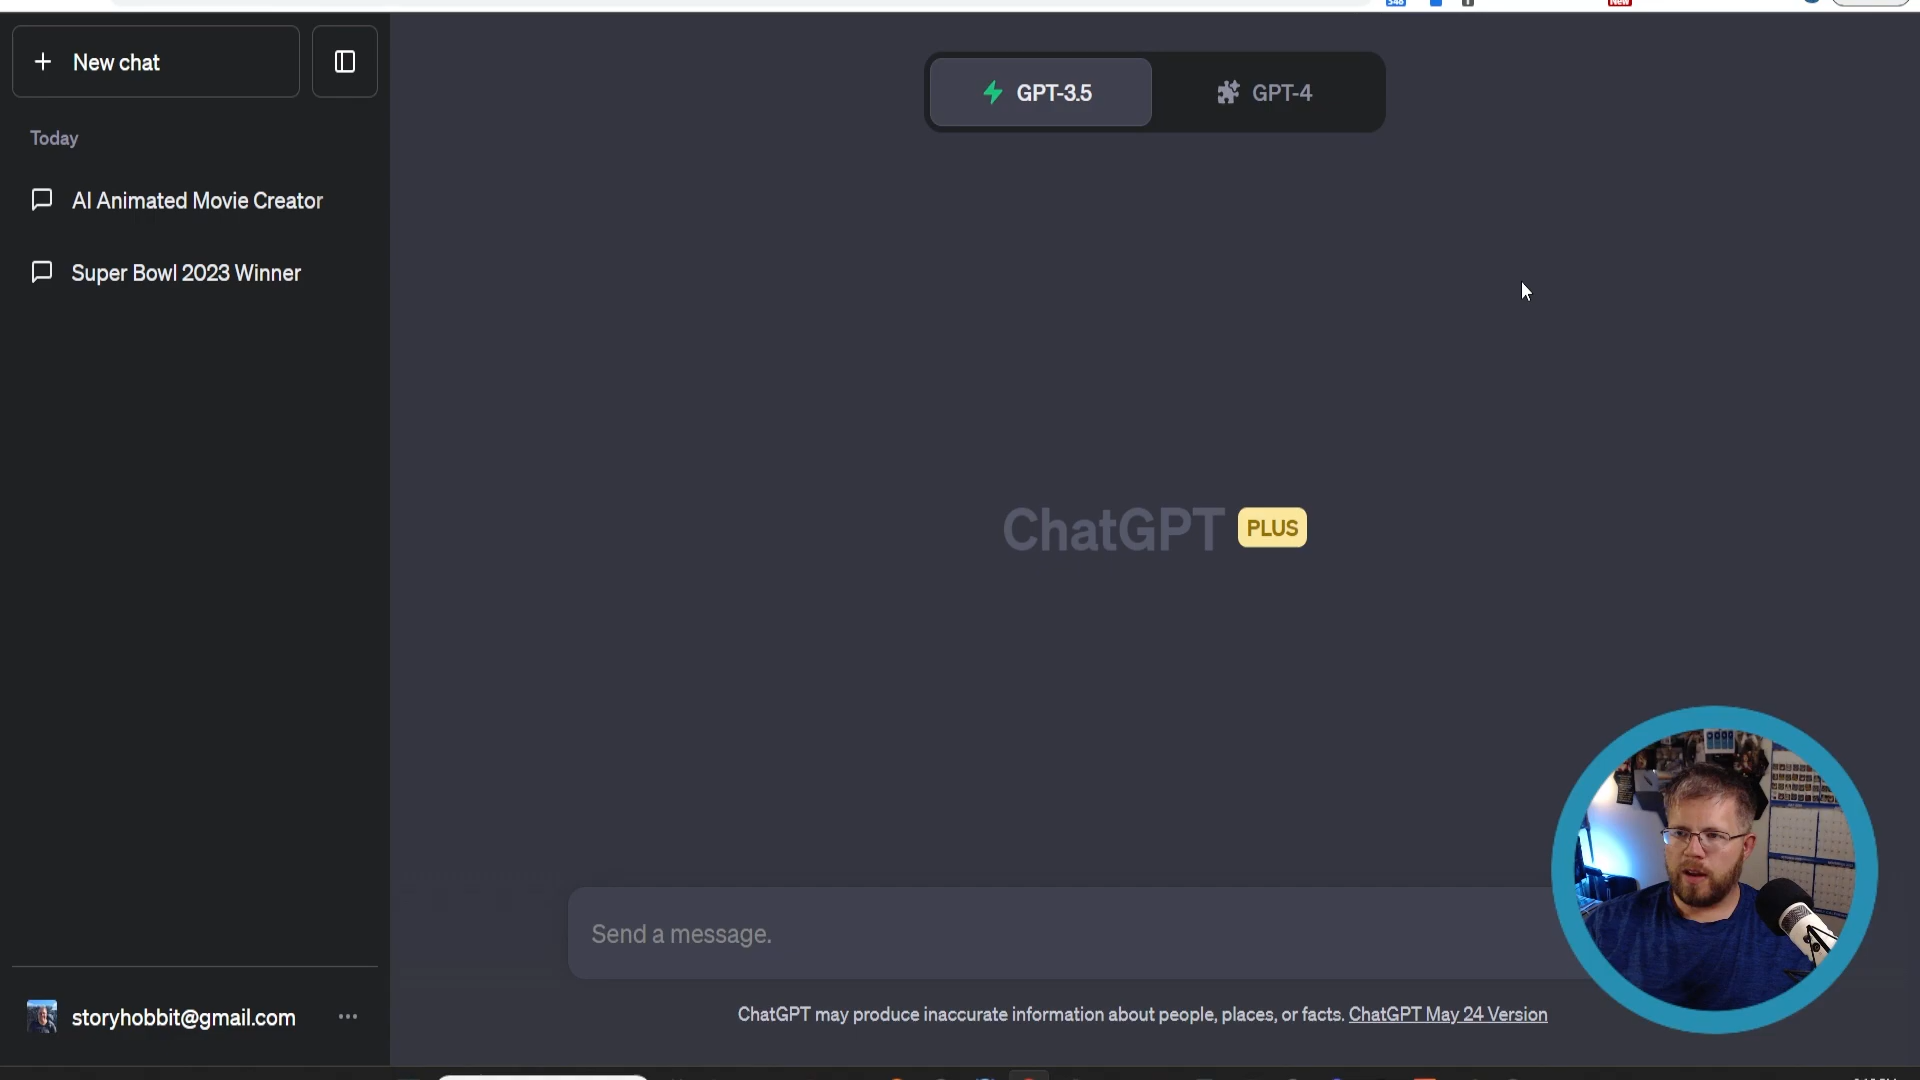 New chat
GPT-3.5
GPT-4
Today
AI Animated Movie Creator
Super Bowl 2023 Winner
ChatGPT PLUS
Send a message.
storyhobbit@gmail.com
ChatGPT may produce inaccurate information about people, places, or facts. ChatGPT May 24 Version